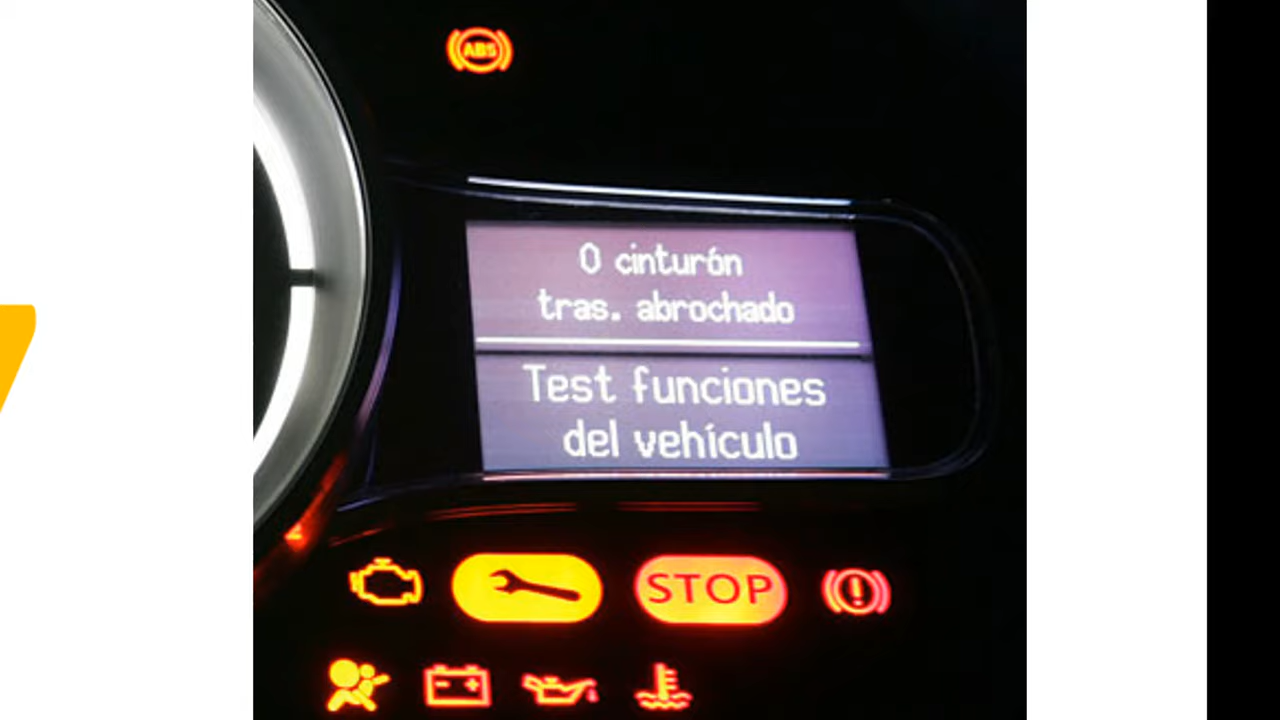 ABS
0 cinturón
tras. abrochado
Test funciones
del vehículo
STOP